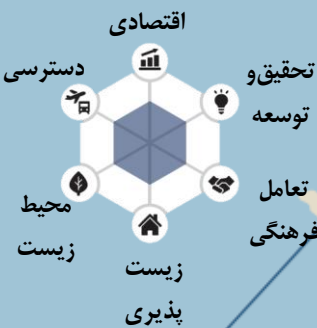 اقتصادی
دسترسی
تحقیق‌و
توسعه
تعامل
فرهنگی
محیط
زیست
زیست
پذیری